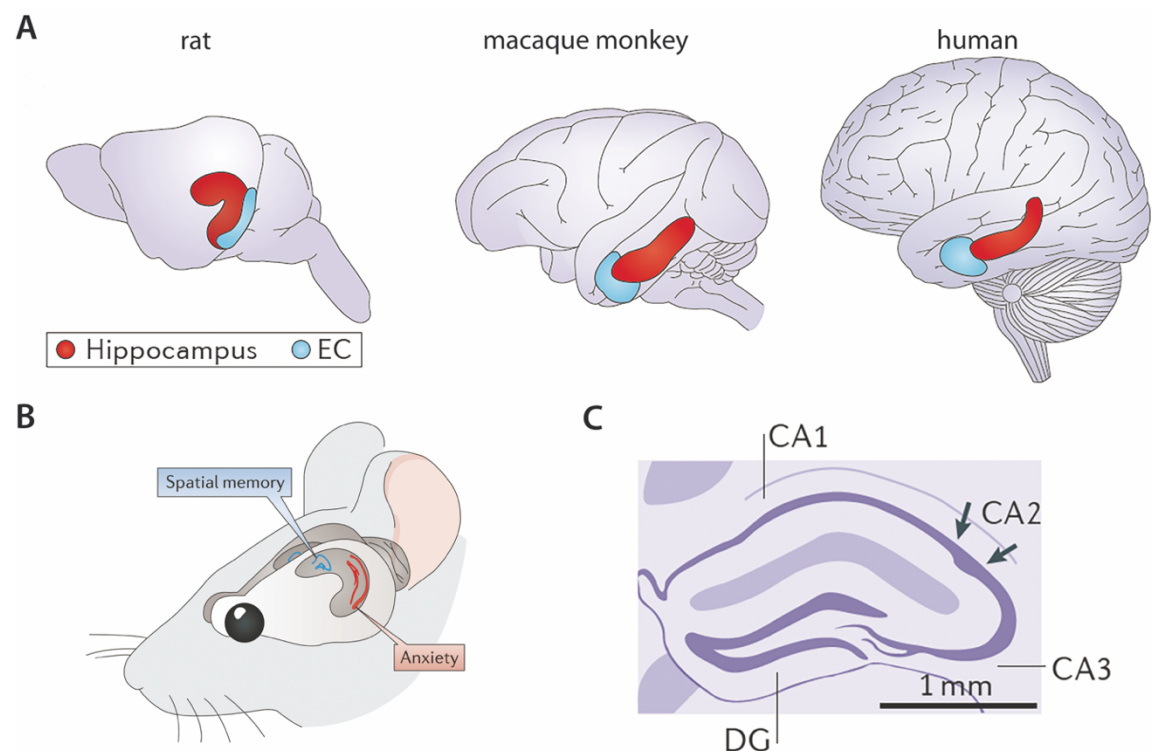 A
rat
macaque monkey
human
Hippocampus
EC
B
Spatial memory
Anxiety
C
CA1
CA2
CA3
1 mm
DG